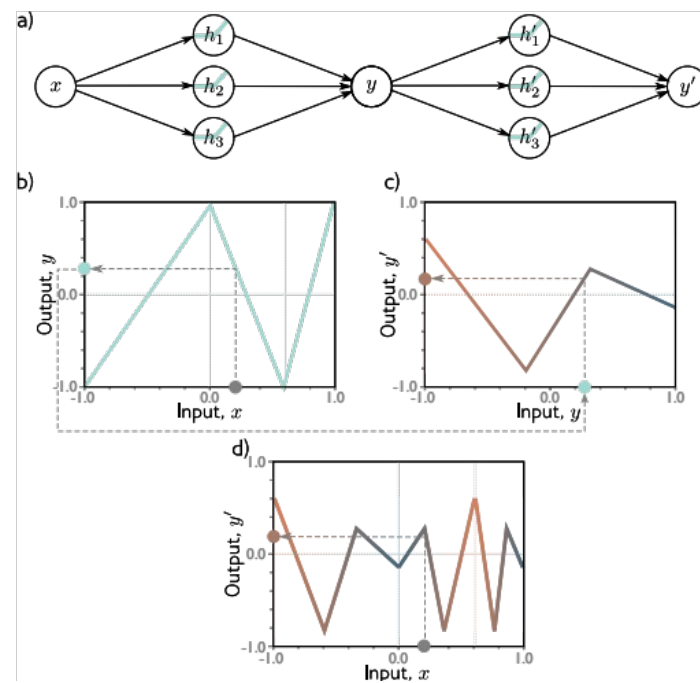 a)
x h₁ h₂ h₃ y h′₁ h′₂ h′₃ y′
b)
1.0
0.0
-1.0
Output, y
-1.0 0.0 1.0
Input, x
c)
1.0
0.0
-1.0
Output, y′
-1.0 0.0 1.0
Input, y
d)
1.0
0.0
-1.0
Output, y′
-1.0 0.0 1.0
Input, x